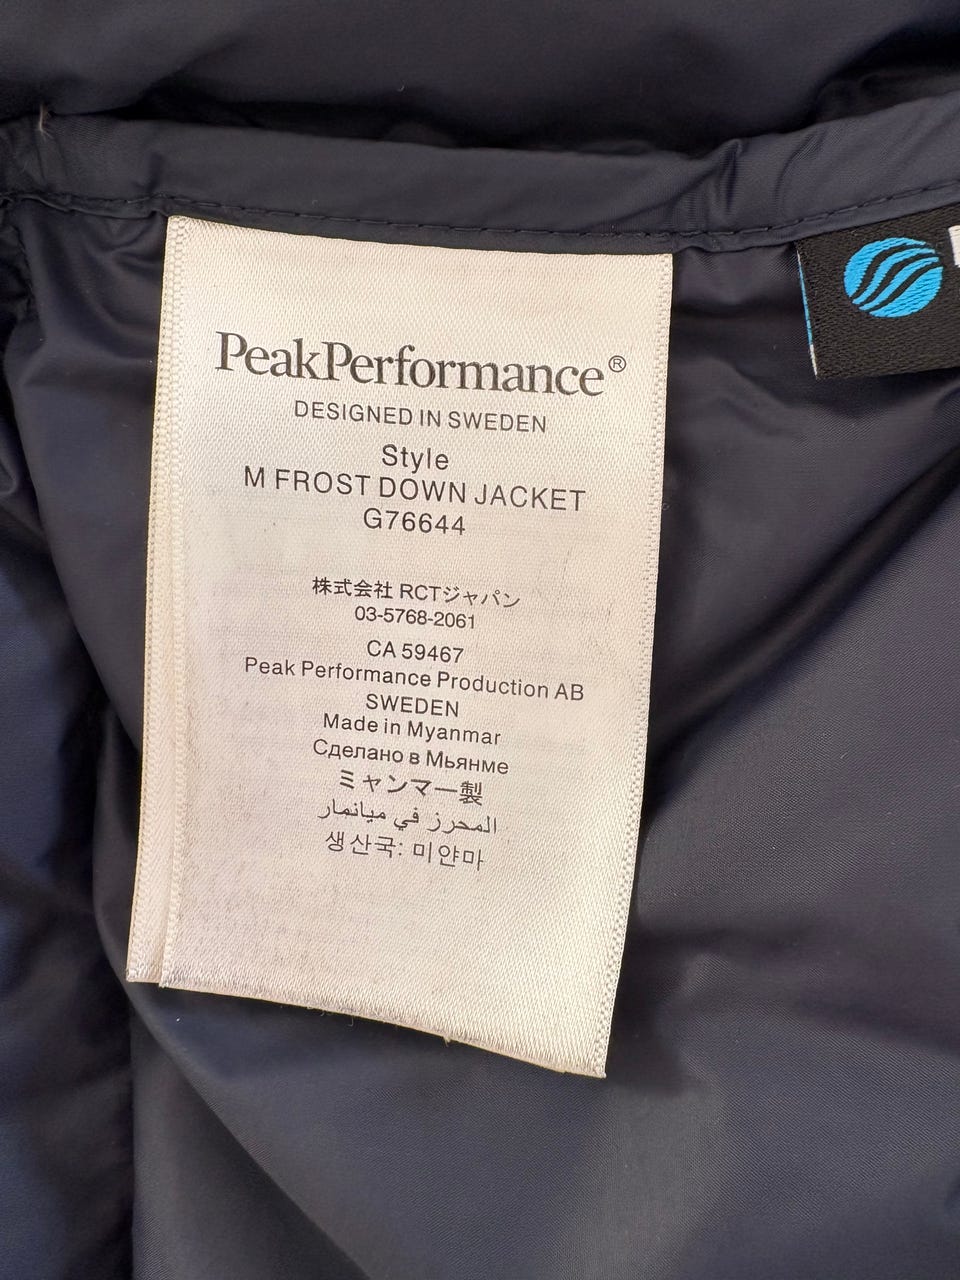 PeakPerformance®
DESIGNED IN SWEDEN
Style
M FROST DOWN JACKET
G76644
株式会社 RCTジャパン
03-5768-2061
CA 59467
Peak Performance Production AB
SWEDEN
Made in Myanmar
Сделано в Мьянме
ミャンマー製
المحرز في ميانمار
생산국: 미얀마